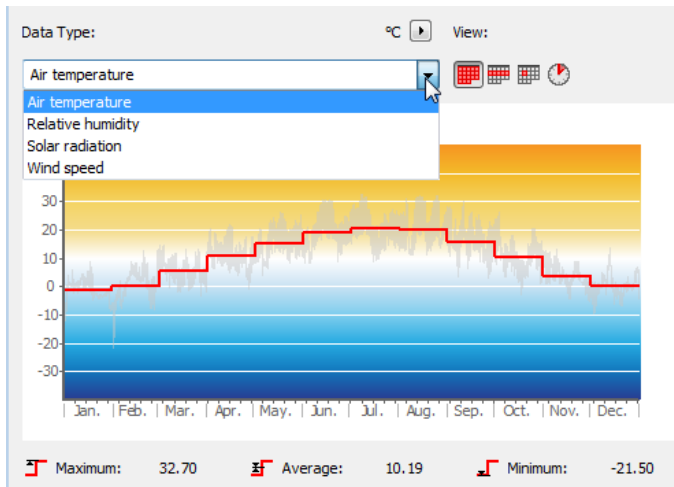 Data Type: °C View:
Air temperature
Air temperature
Relative humidity
Solar radiation
Wind speed
30
20
10
0
-10
-20
-30
Jan. Feb. Mar. Apr. May. Jun. Jul. Aug. Sep. Oct. Nov. Dec.
Maximum: 32.70 Average: 10.19 Minimum: -21.50